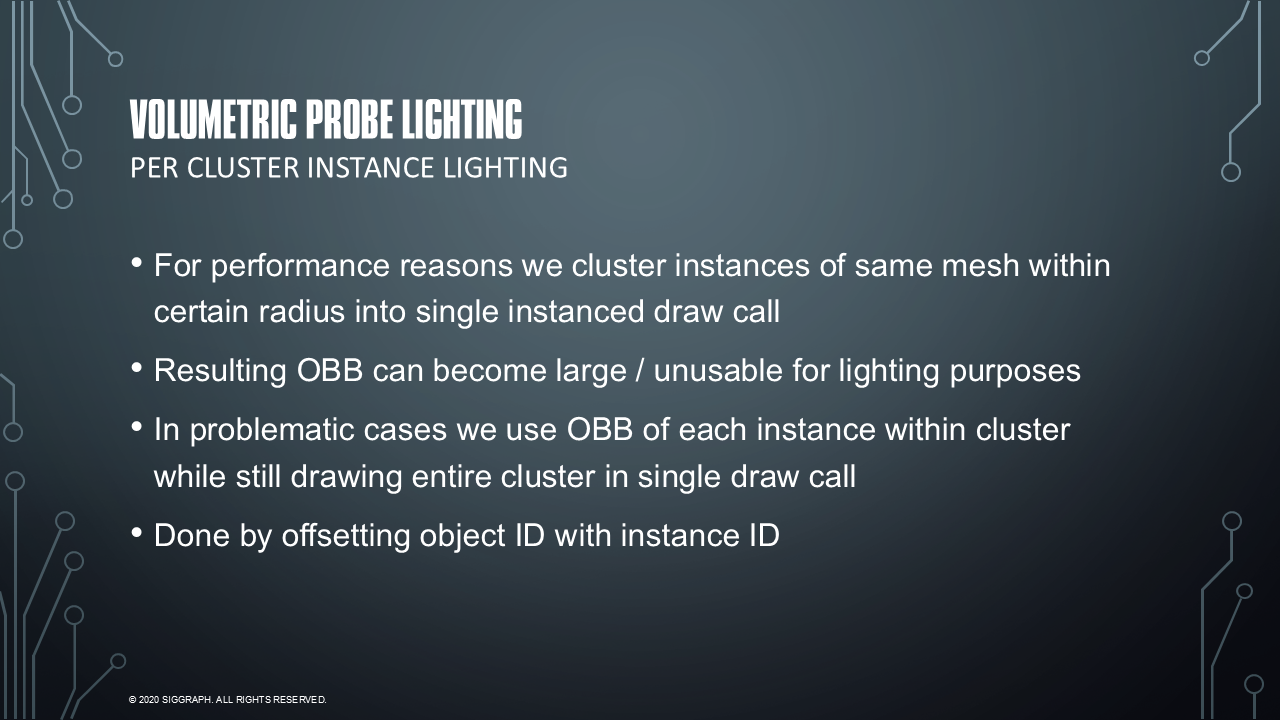 VOLUMETRIC PROBE LIGHTING
PER CLUSTER INSTANCE LIGHTING
• For performance reasons we cluster instances of same mesh within
certain radius into single instanced draw call
• Resulting OBB can become large / unusable for lighting purposes
• In problematic cases we use OBB of each instance within cluster
while still drawing entire cluster in single draw call
• Done by offsetting object ID with instance ID
© 2020 SIGGRAPH. ALL RIGHTS RESERVED.